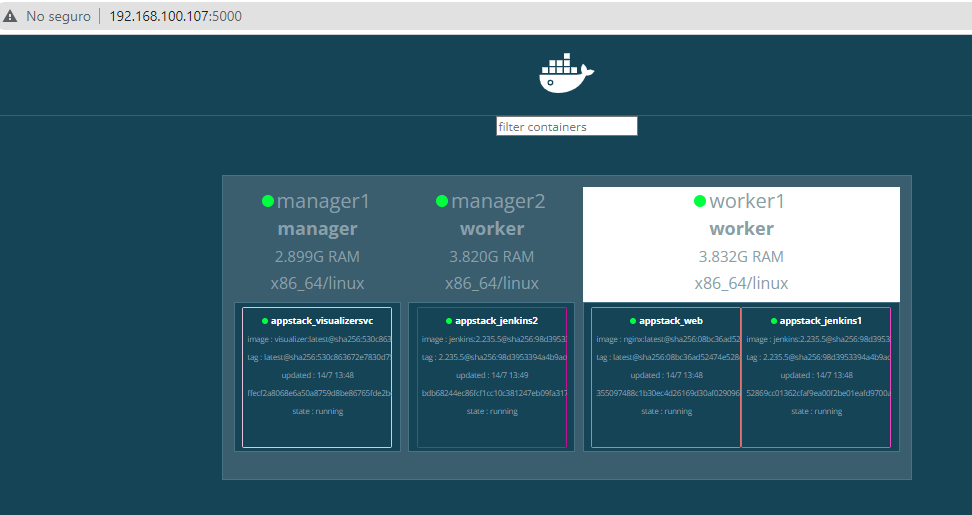 No seguro | 192.168.100.107:5000
filter containers
manager1
manager
2.899G RAM
x86_64/linux
manager2
worker
3.820G RAM
x86_64/linux
worker1
worker
3.832G RAM
x86_64/linux
appstack_visualizersvc
image : visualizer:latest@sha256:530c863
tag : latest@sha256:530c863672e7830d7
updated : 14/7 13:48
ffecf2a8068e6a50a8759d8be86765fde2b
state : running
appstack_jenkins2
image : jenkins:2.235.5@sha256:98d3953
tag : 2.235.5@sha256:98d3953394a4b9ad
updated : 14/7 13:49
bdb68244ec86fcf1cc10c381247eb09fa317
state : running
appstack_web
image : nginx:latest@sha256:08bc36ad52
tag : latest@sha256:08bc36ad52474e528
updated : 14/7 13:48
355097488c1b30ec4d26169d30af029096
state : running
appstack_jenkins1
image : jenkins:2.235.5@sha256:98d3953
tag : 2.235.5@sha256:98d3953394a4b9ad
updated : 14/7 13:48
52869cc01362cfaf9ea00f2be01eafd9700a
state : running